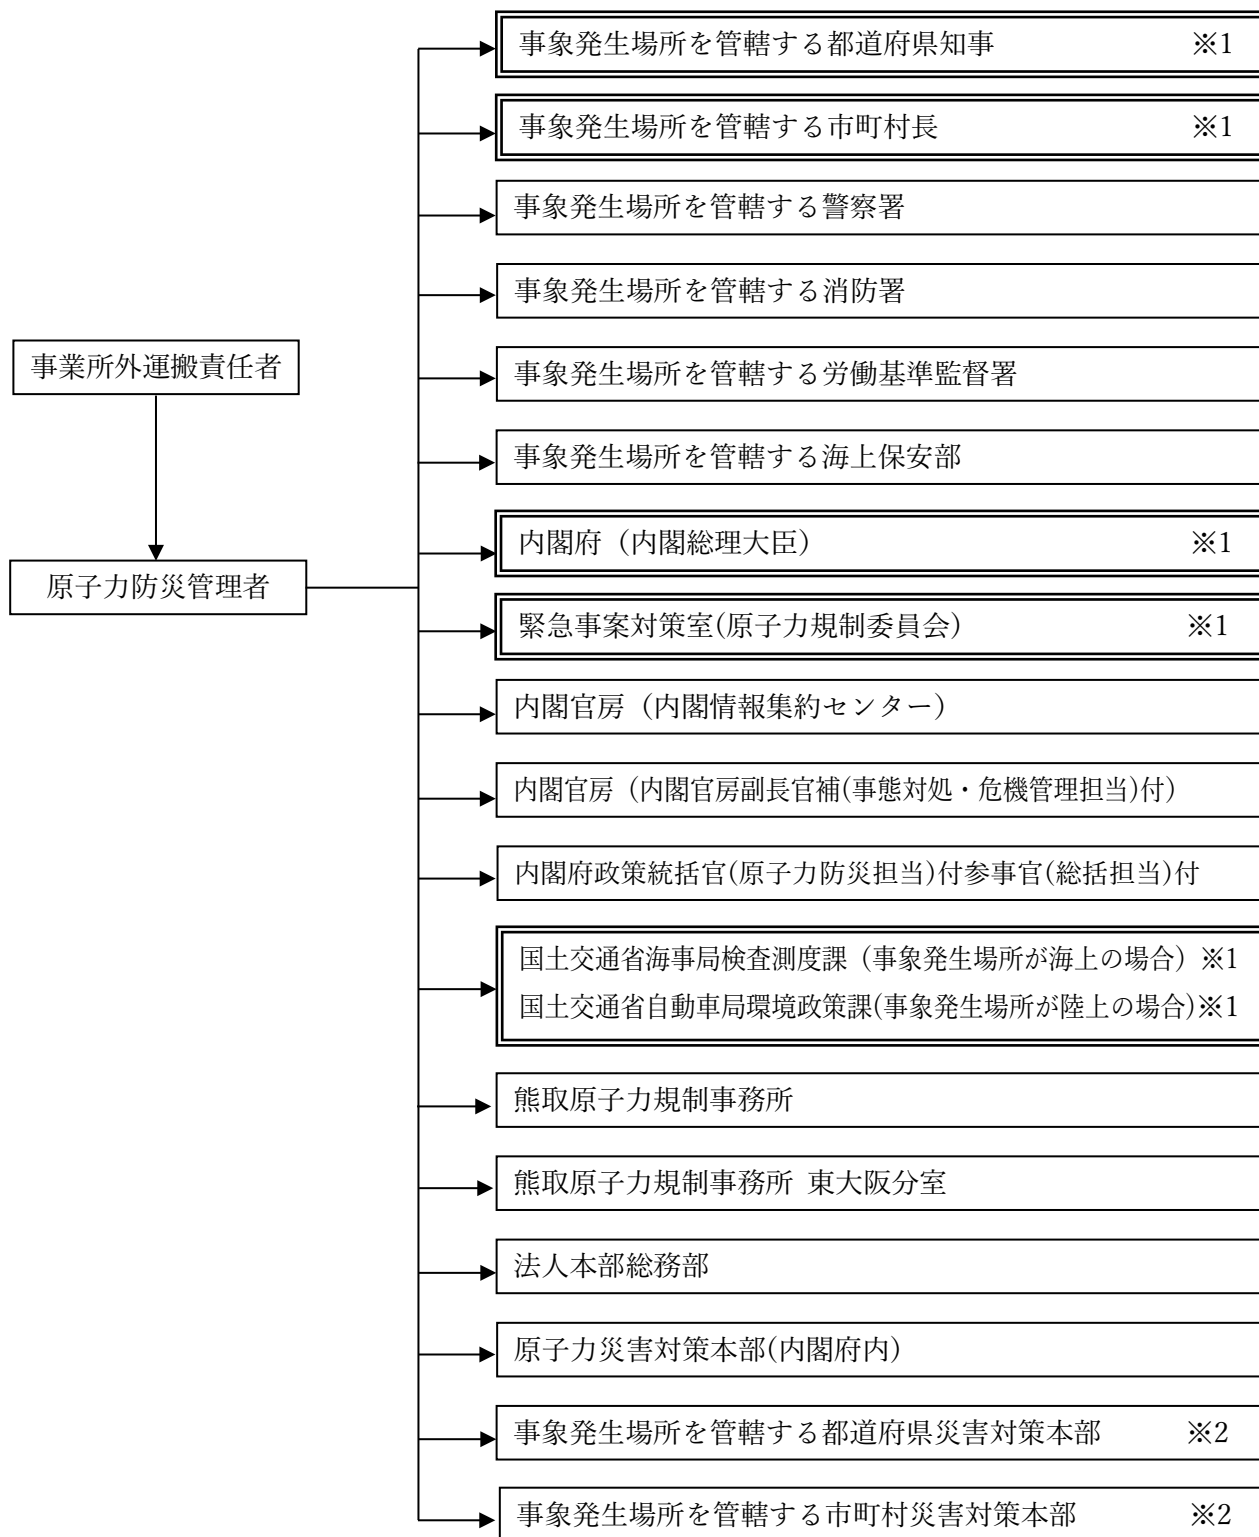 事象発生場所を管轄する都道府県知事 ※1
事象発生場所を管轄する市町村長 ※1
事象発生場所を管轄する警察署
事象発生場所を管轄する消防署
事業所外運搬責任者
事象発生場所を管轄する労働基準監督署
事象発生場所を管轄する海上保安部
内閣府（内閣総理大臣） ※1
原子力防災管理者
緊急事案対策室(原子力規制委員会) ※1
内閣官房（内閣情報集約センター）
内閣官房（内閣官房副長官補(事態対処・危機管理担当)付）
内閣府政策統括官(原子力防災担当)付参事官(総括担当)付
国土交通省海事局検査測度課（事象発生場所が海上の場合）※1
国土交通省自動車局環境政策課(事象発生場所が陸上の場合)※1
熊取原子力規制事務所
熊取原子力規制事務所 東大阪分室
法人本部総務部
原子力災害対策本部(内閣府内)
事象発生場所を管轄する都道府県災害対策本部 ※2
事象発生場所を管轄する市町村災害対策本部 ※2